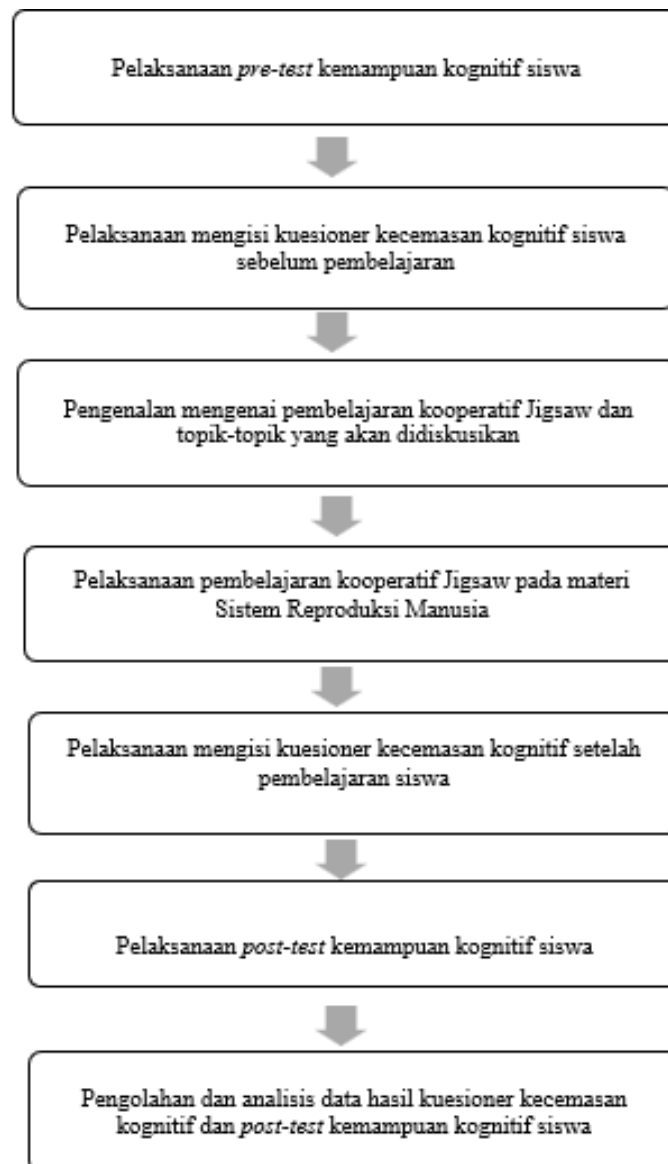 Pelaksanaan pre-test kemampuan kognitif siswa
Pelaksanaan mengisi kuesioner kecemasan kognitif siswa
sebelum pembelajaran
Pengenalan mengenai pembelajaran kooperatif Jigsaw dan
topik-topik yang akan didiskusikan
Pelaksanaan pembelajaran kooperatif Jigsaw pada materi
Sistem Reproduksi Manusia
Pelaksanaan mengisi kuesioner kecemasan kognitif setelah
pembelajaran siswa
Pelaksanaan post-test kemampuan kognitif siswa
Pengolahan dan analisis data hasil kuesioner kecemasan
kognitif dan post-test kemampuan kognitif siswa